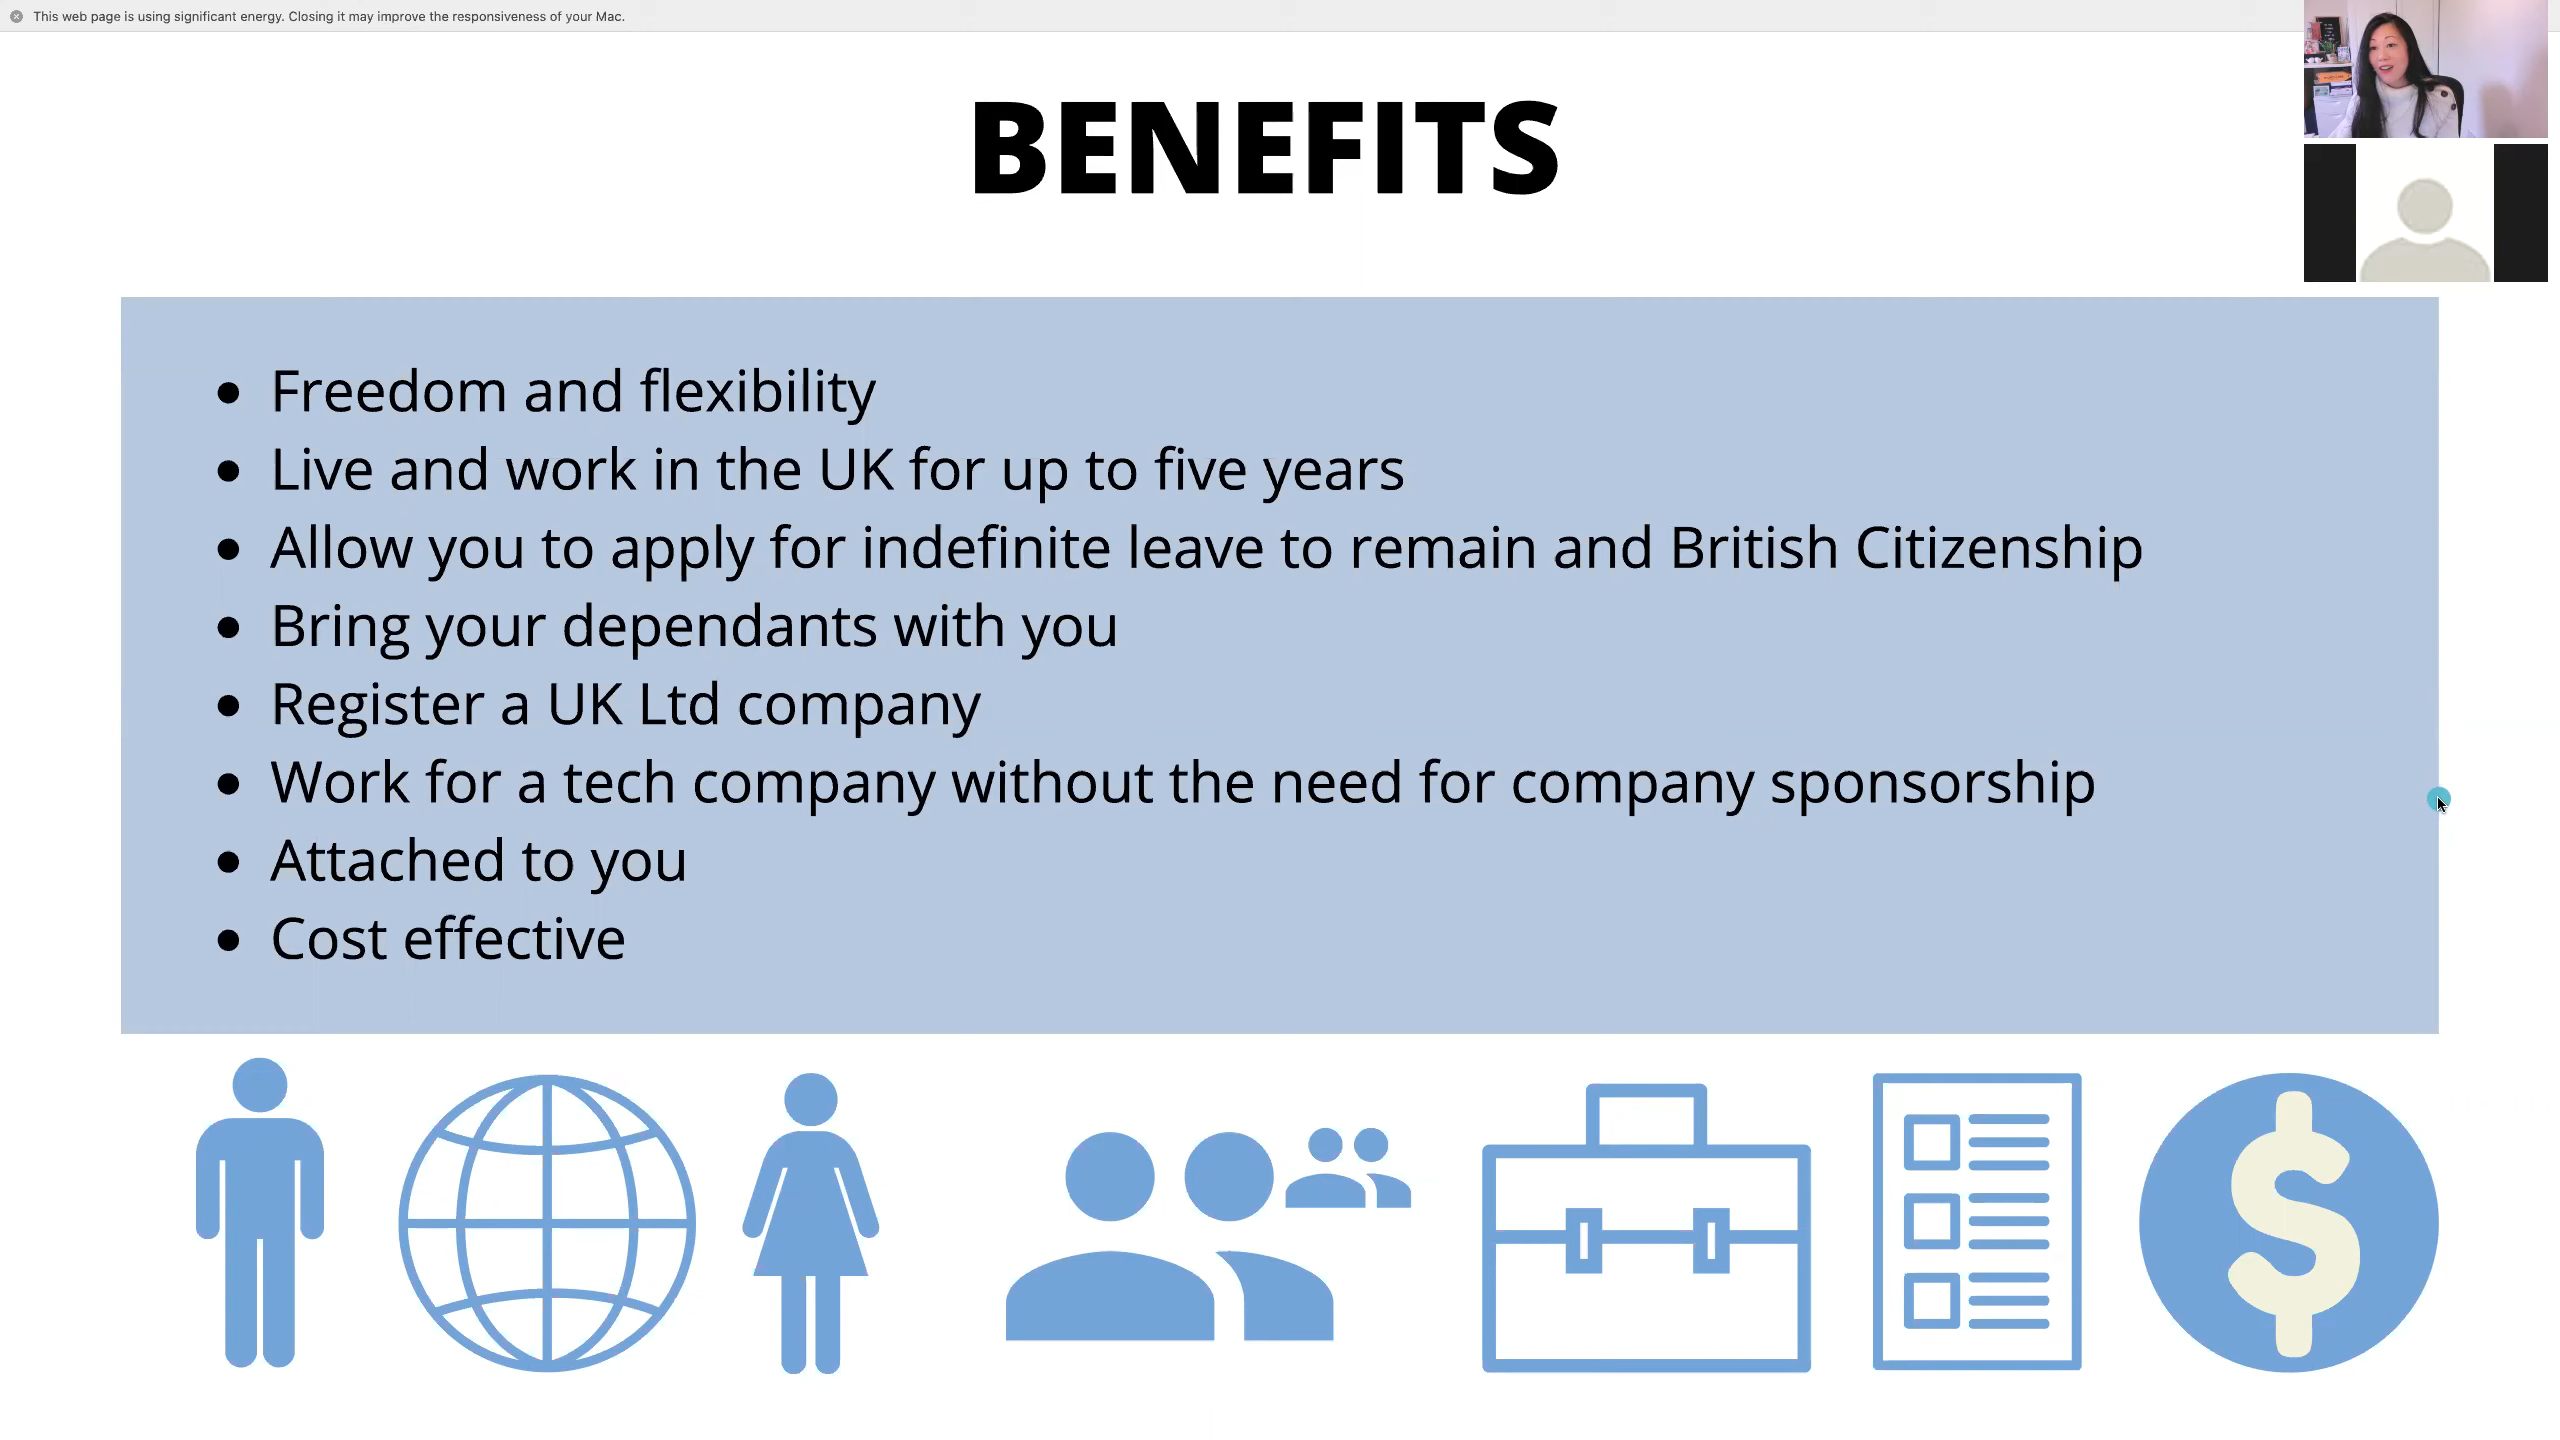 This web page is using significant energy. Closing it may improve the responsiveness of your Mac.
BENEFITS
Freedom and flexibility
Live and work in the UK for up to five years
Allow you to apply for indefinite leave to remain and British Citizenship
Bring your dependants with you
Register a UK Ltd company
Work for a tech company without the need for company sponsorship
Attached to you
Cost effective
$